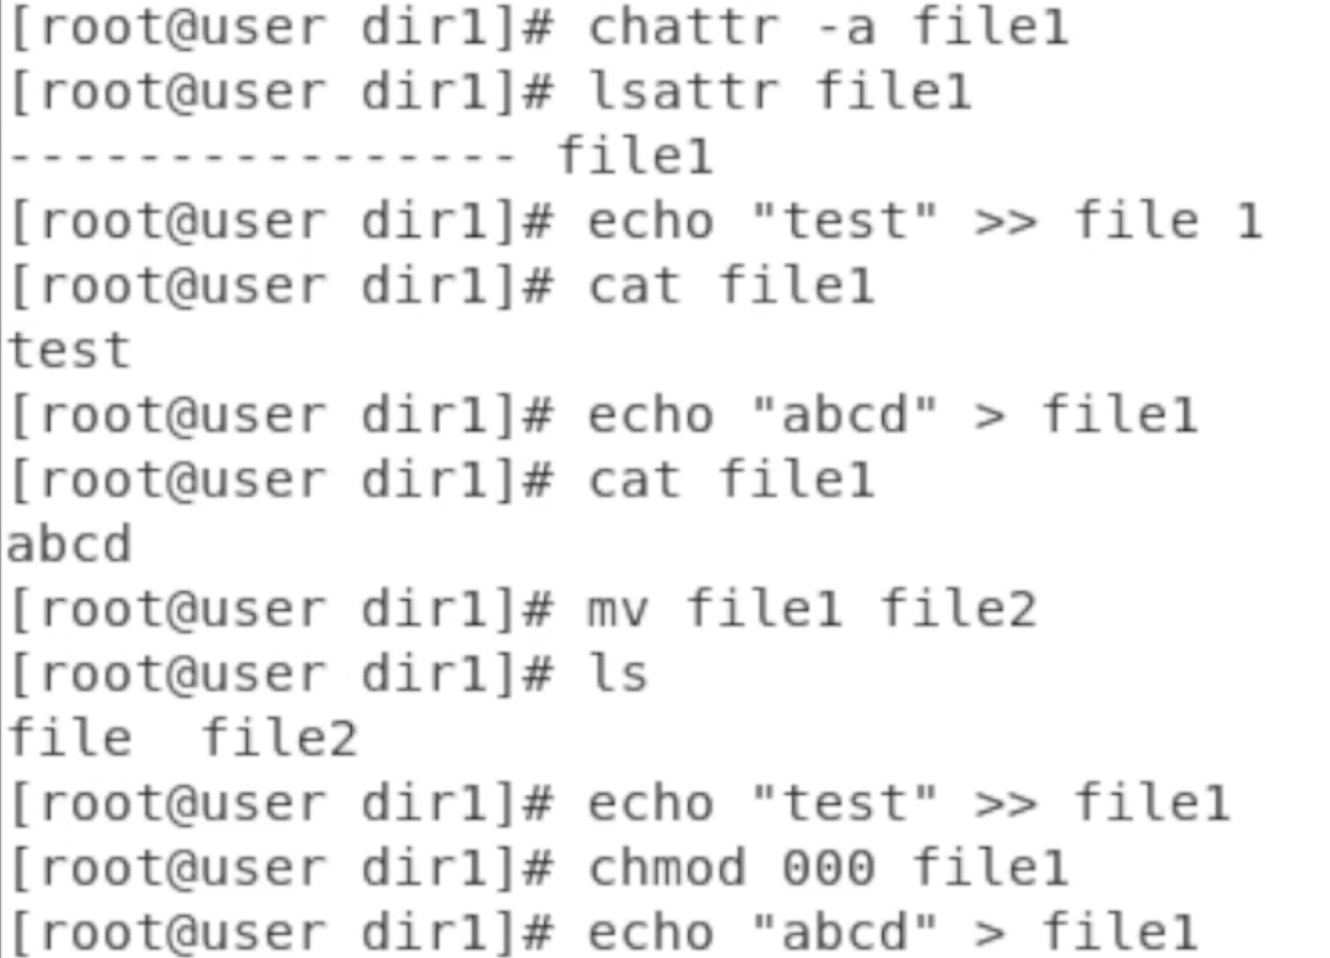 [root@user dir1]# chattr -a file1
[root@user dir1]# lsattr file1
---------------- file1
[root@user dir1]# echo "test" >> file 1
[root@user dir1]# cat file1
test
[root@user dir1]# echo "abcd" > file1
[root@user dir1]# cat file1
abcd
[root@user dir1]# mv file1 file2
[root@user dir1]# ls
file  file2
[root@user dir1]# echo "test" >> file1
[root@user dir1]# chmod 000 file1
[root@user dir1]# echo "abcd" > file1